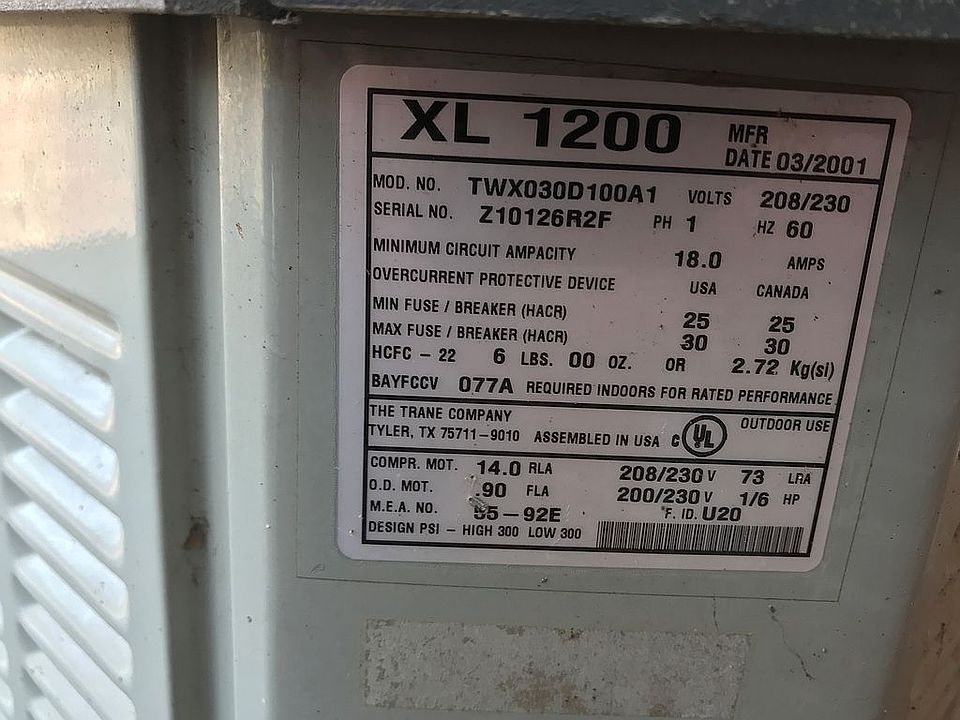 XL 1200 MFR DATE 03/2001
MOD. NO. TWX030D100A1 VOLTS 208/230
SERIAL NO. Z10126R2F PH 1 HZ 60
MINIMUM CIRCUIT AMPACITY 18.0 AMPS
OVERCURRENT PROTECTIVE DEVICE USA CANADA
MIN FUSE / BREAKER (HACR) 25 25
MAX FUSE / BREAKER (HACR) 30 30
HCFC - 22 6 LBS. 00 OZ. OR 2.72 Kg(si)
BAYFCCV 077A REQUIRED INDOORS FOR RATED PERFORMANCE
THE TRANE COMPANY
TYLER, TX 75711-9010 ASSEMBLED IN USA C UL OUTDOOR USE
COMPR. MOT. 14.0 RLA 208/230 V 73 LRA
O.D. MOT. .90 FLA 200/230 V 1/6 HP
M.E.A. NO. 5-92E °F. ID. U20
DESIGN PSI - HIGH 300 LOW 300